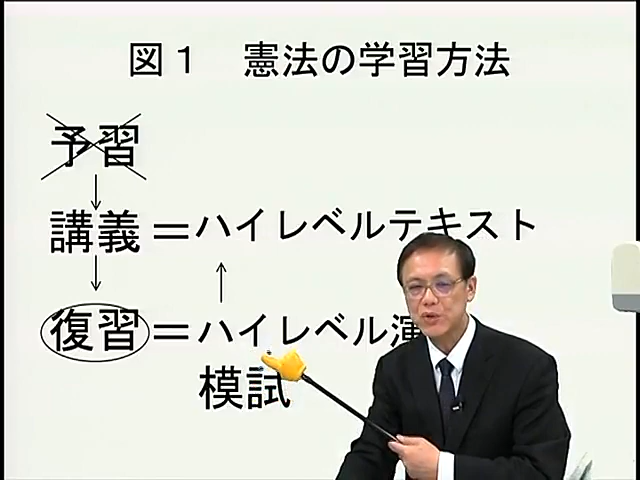 図１ 憲法の学習方法
予習
講義＝ハイレベルテキスト
復習＝ハイレベル演
模試